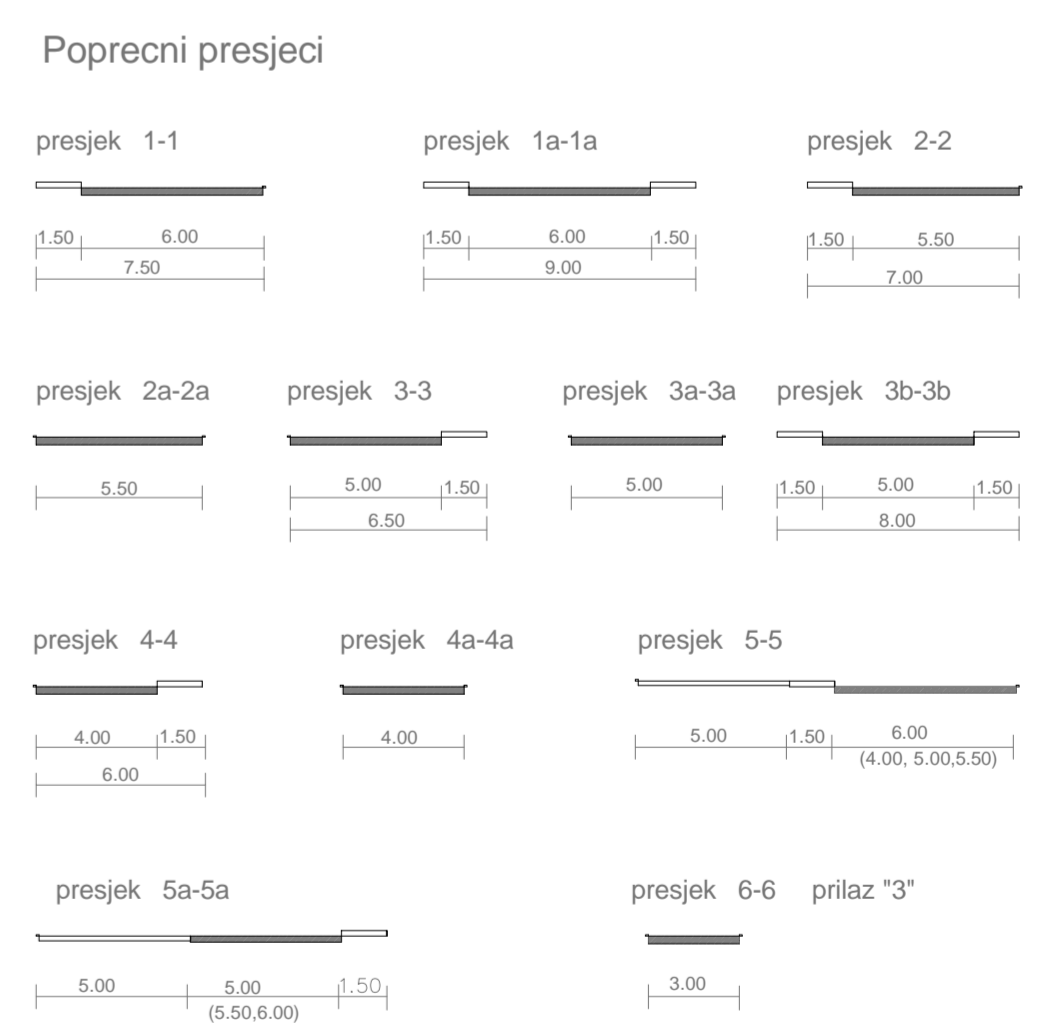 Poprecni presjeci
presjek 1-1
1.50 6.00
7.50
presjek 1a-1a
1.50 6.00 1.50
9.00
presjek 2-2
1.50 5.50
7.00
presjek 2a-2a
5.50
presjek 3-3
5.00 1.50
6.50
presjek 3a-3a
5.00
presjek 3b-3b
1.50 5.00 1.50
8.00
presjek 4-4
4.00 1.50
6.00
presjek 4a-4a
4.00
presjek 5-5
5.00 1.50 6.00
(4.00, 5.00,5.50)
presjek 5a-5a
5.00 5.00 1.50
(5.50,6.00)
presjek 6-6 prilaz "3"
3.00